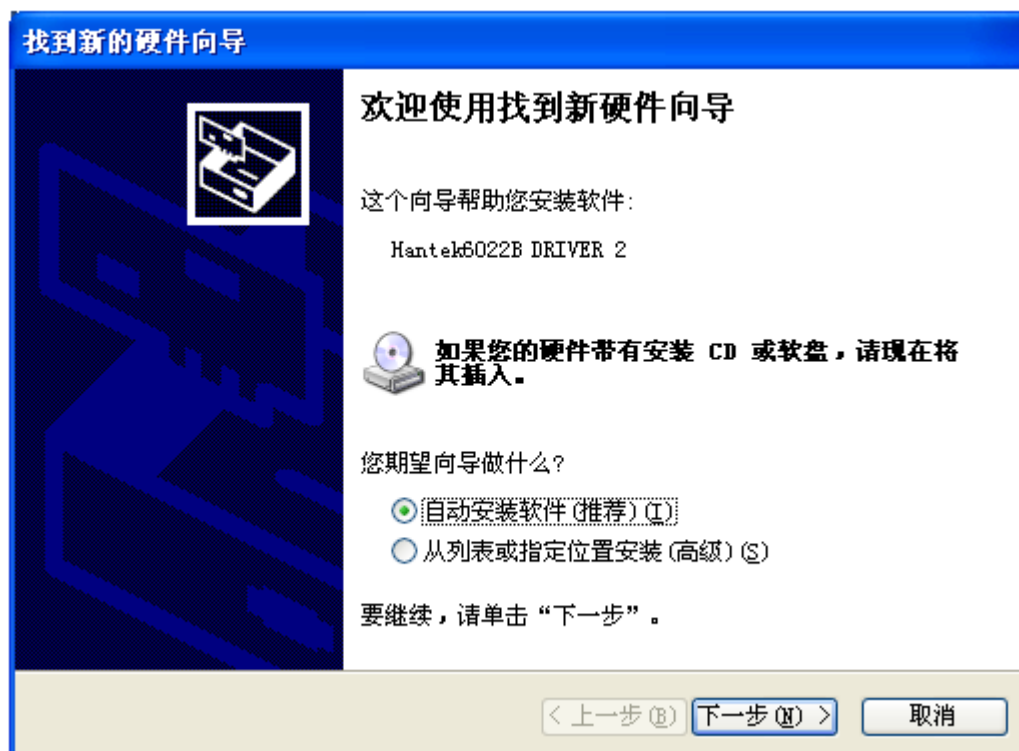 找到新的硬件向导
欢迎使用找到新硬件向导
这个向导帮助您安装软件:
Hantek6022B DRIVER 2
如果您的硬件带有安装 CD 或软盘，请现在将
其插入。
您期望向导做什么?
自动安装软件(推荐)(I)
从列表或指定位置安装(高级)(S)
要继续，请单击“下一步”。
< 上一步(B) 下一步(N) > 取消